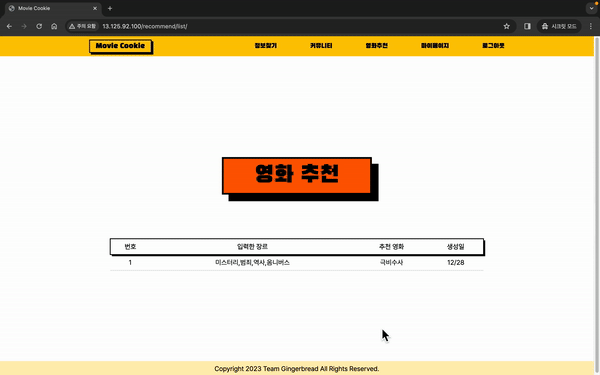 Movie Cookie
주의 요함 13.125.92.100/recommend/list/ 시크릿 모드
Movie Cookie 정보찾기 커뮤니티 영화추천 마이페이지 로그아웃
영화 추천
번호 입력한 장르 추천 영화 생성일
1 미스터리,범죄,역사,옴니버스 극비수사 12/28
Copyright 2023 Team Gingerbread All Rights Reserved.